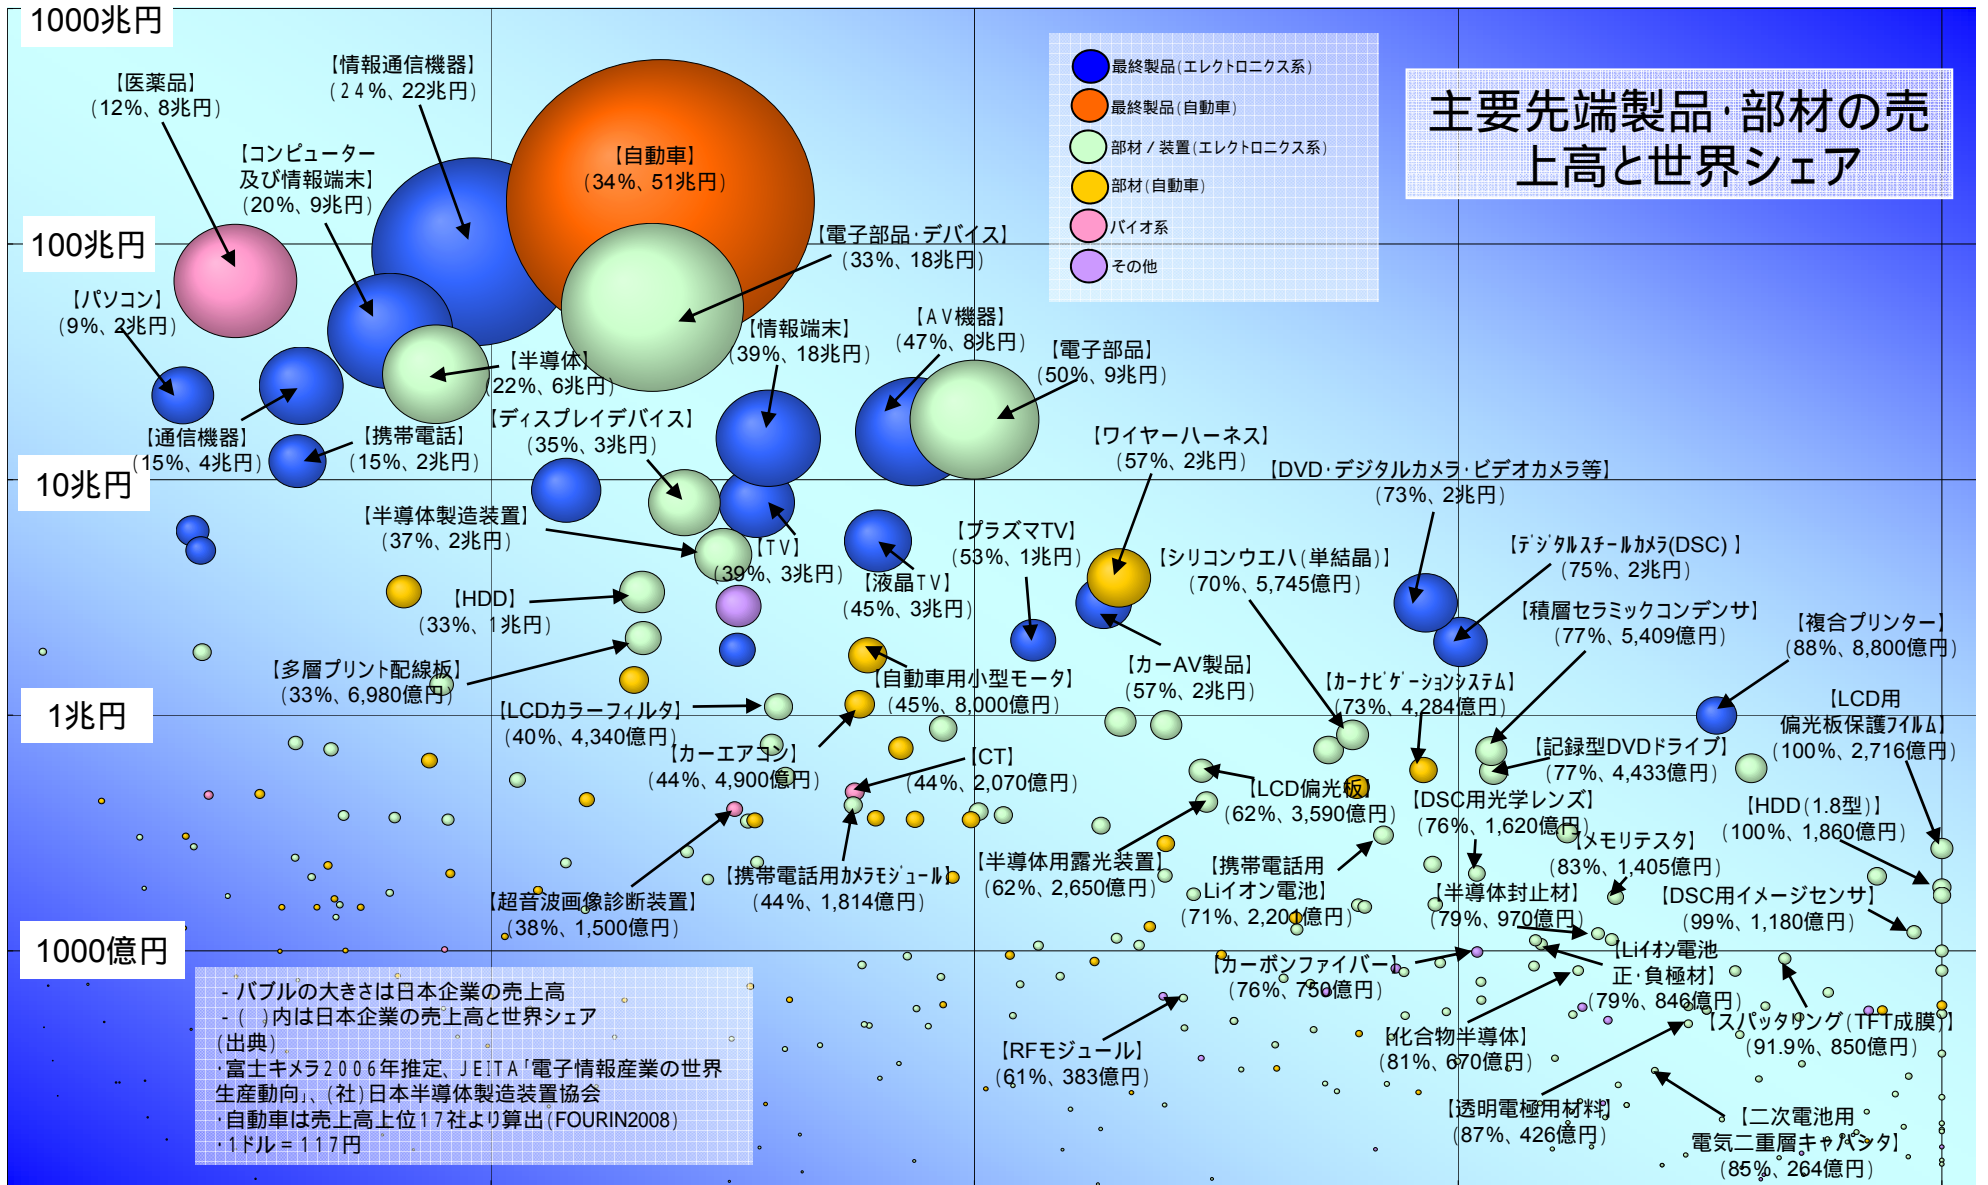 主要先端製品・部材の売
上高と世界シェア
1000兆円
100兆円
10兆円
1兆円
1000億円
最終製品(エレクトロニクス系)
最終製品(自動車)
部材/装置(エレクトロニクス系)
部材(自動車)
バイオ系
その他
【医薬品】
(12%、8兆円)
【情報通信機器】
(24%、22兆円)
【コンピューター
及び情報端末】
(20%、9兆円)
【自動車】
(34%、51兆円)
【電子部品・デバイス】
(33%、18兆円)
【パソコン】
(9%、2兆円)
【情報端末】
(39%、18兆円)
【AV機器】
(47%、8兆円)
【電子部品】
(50%、9兆円)
【半導体】
(22%、6兆円)
【通信機器】
(15%、4兆円)
【携帯電話】
(15%、2兆円)
【ディスプレイデバイス】
(35%、3兆円)
【ワイヤーハーネス】
(57%、2兆円)
【DVD・デジタルカメラ・ビデオカメラ等】
(73%、2兆円)
【半導体製造装置】
(37%、2兆円)
【TV】
(39%、3兆円)
【液晶TV】
(45%、3兆円)
【プラズマTV】
(53%、1兆円)
【シリコンウエハ(単結晶)】
(70%、5,745億円)
【デジタルスチールカメラ(DSC)】
(75%、2兆円)
【HDD】
(33%、1兆円)
【積層セラミックコンデンサ】
(77%、5,409億円)
【複合プリンター】
(88%、8,800億円)
【多層プリント配線板】
(33%、6,980億円)
【自動車用小型モータ】
(45%、8,000億円)
【カーAV製品】
(57%、2兆円)
【カーナビゲーションシステム】
(73%、4,284億円)
【LCD用
偏光板保護フイルム】
(100%、2,716億円)
【LCDカラーフィルタ】
(40%、4,340億円)
【カーエアコン】
(44%、4,900億円)
【CT】
(44%、2,070億円)
【記録型DVDドライブ】
(77%、4,433億円)
【LCD偏光板】
(62%、3,590億円)
【DSC用光学レンズ】
(76%、1,620億円)
【HDD(1.8型)】
(100%、1,860億円)
【メモリテスタ】
(83%、1,405億円)
【半導体用露光装置】
(62%、2,650億円)
【携帯電話用
Liイオン電池】
(71%、2,201億円)
【携帯電話用カメラモジュール】
(44%、1,814億円)
【超音波画像診断装置】
(38%、1,500億円)
【半導体封止材】
(79%、970億円)
【DSC用イメージセンサ】
(99%、1,180億円)
【カーボンファイバー】
(76%、750億円)
【Liイオン電池
正・負極材】
(79%、846億円)
【RFモジュール】
(61%、383億円)
【化合物半導体】
(81%、670億円)
【スパッタリング(TFT成膜)】
(91.9%、850億円)
【透明電極用材料】
(87%、426億円)
【二次電池用
電気二重層キャパシタ】
(85%、264億円)
- バブルの大きさは日本企業の売上高
- ( )内は日本企業の売上高と世界シェア
(出典)
・富士キメラ2006年推定、JEITA「電子情報産業の世界
生産動向」、(社)日本半導体製造装置協会
・自動車は売上高上位17社より算出(FOURIN2008)
・1ドル=117円